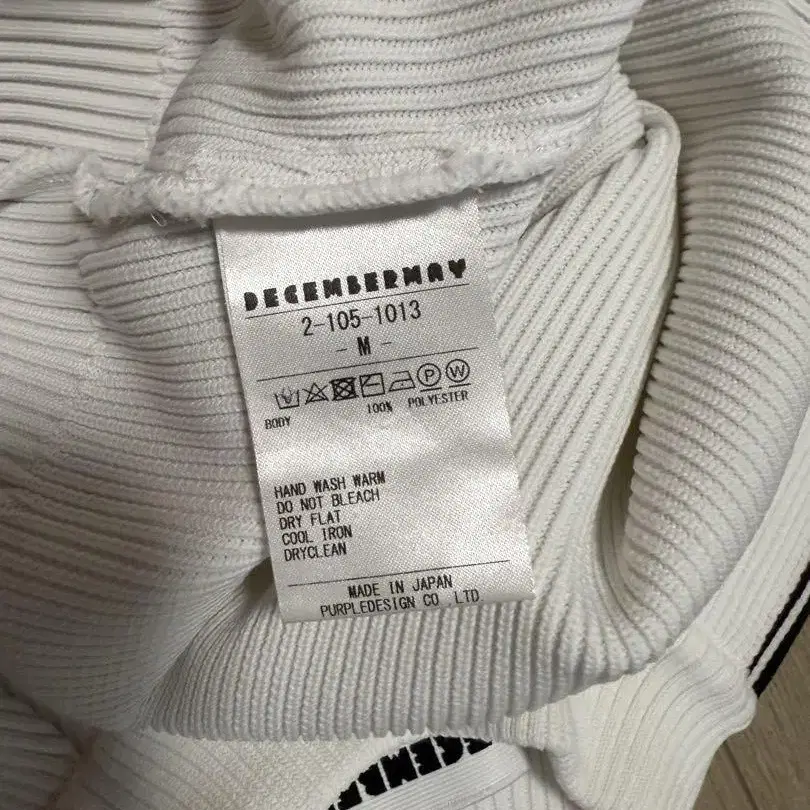 DECEMBERMAY
2-105-1013
- M -
P W
BODY 100% POLYESTER
HAND WASH WARM
DO NOT BLEACH
DRY FLAT
COOL IRON
DRYCLEAN
MADE IN JAPAN
PURPLEDESIGN CO .LTD